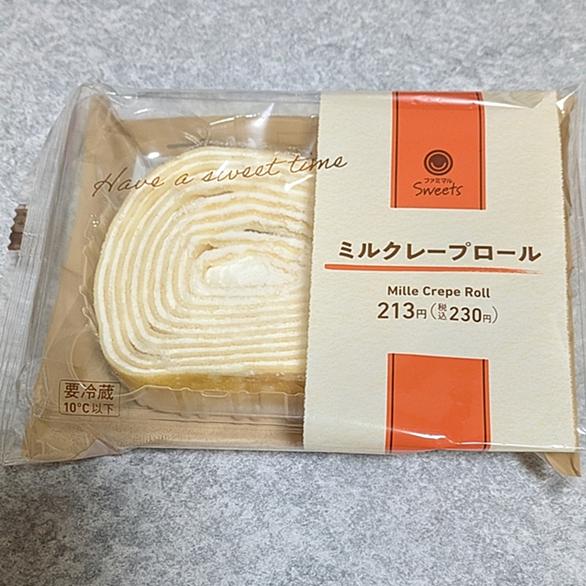 Have a sweet time
ファミマル
Sweets
ミルクレープロール
Mille Crepe Roll
213円(税込230円)
要冷蔵
10℃以下